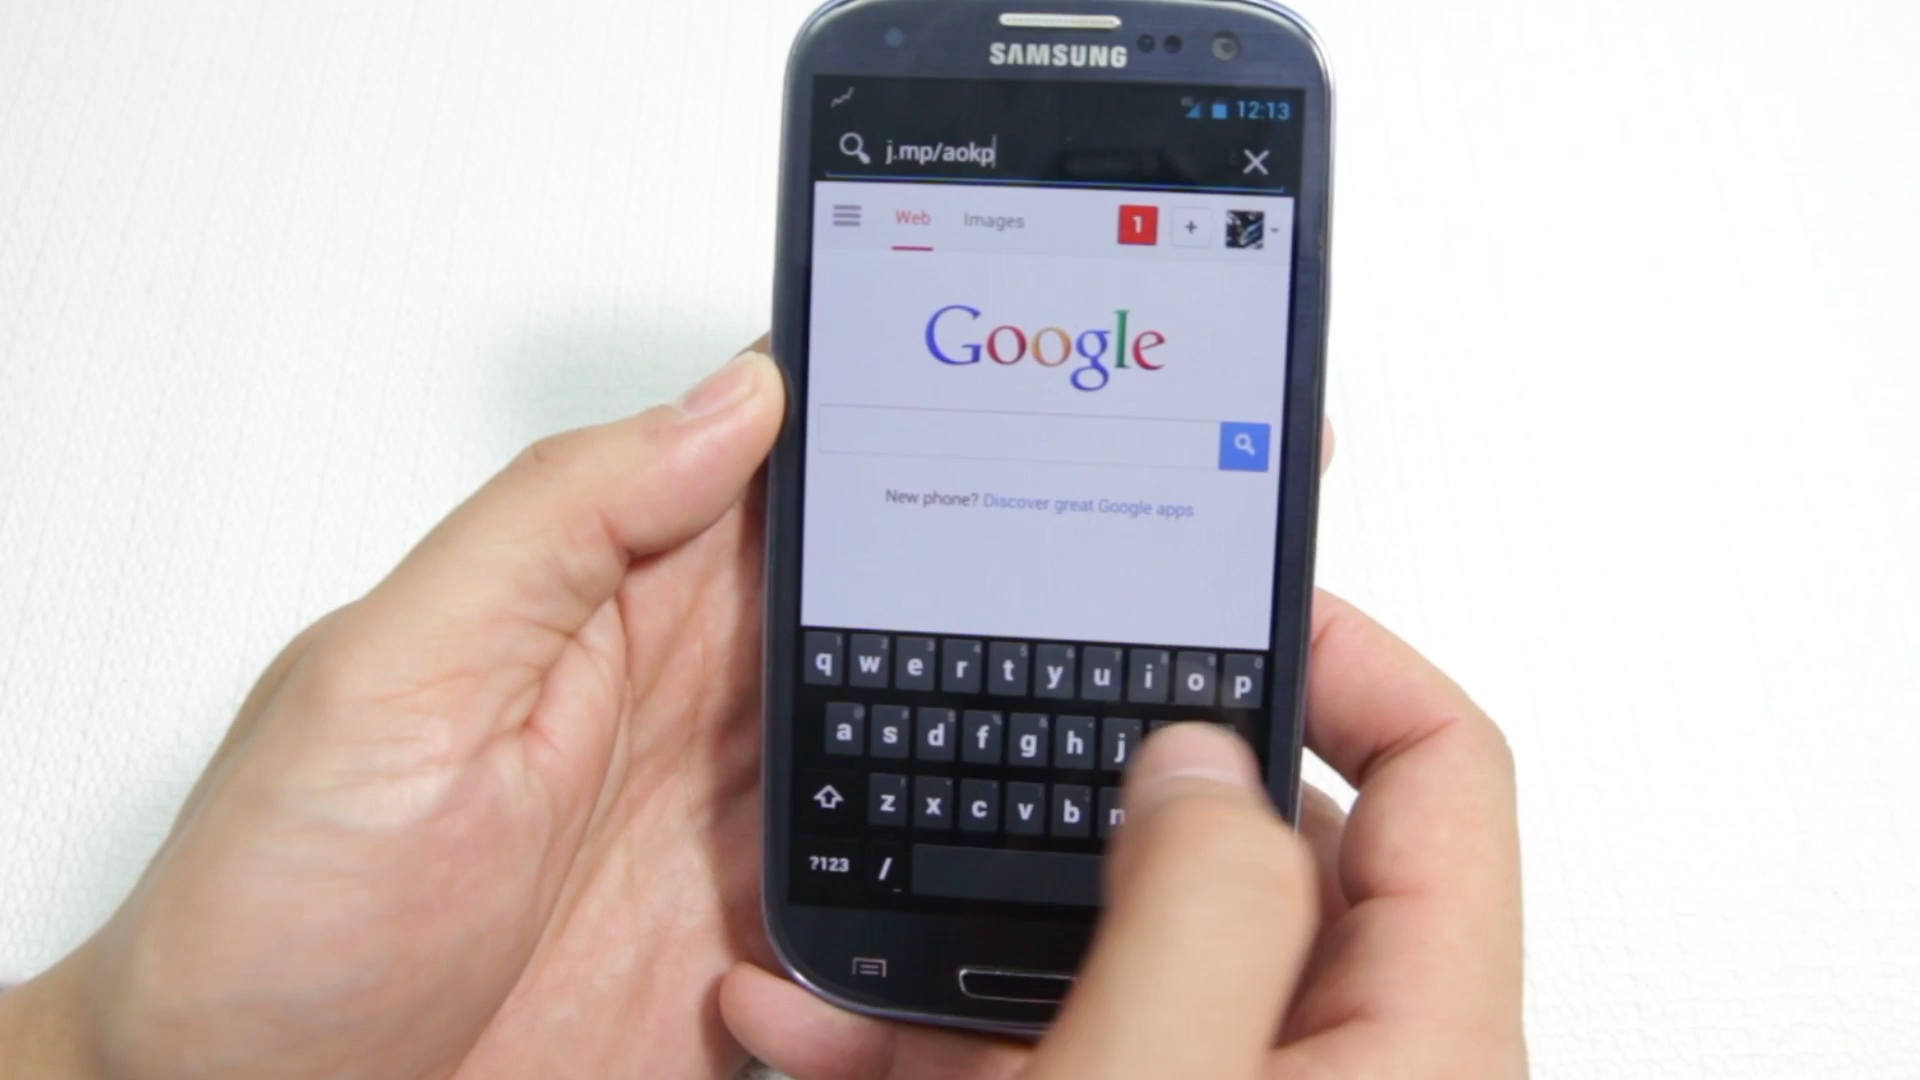 SAMSUNG
12:13
j.mp/aokp
Web Images 1 +
Google
New phone? Discover great Google apps
q w e r t y u i o p
a s d f g h j
z x c v b n
?123 /